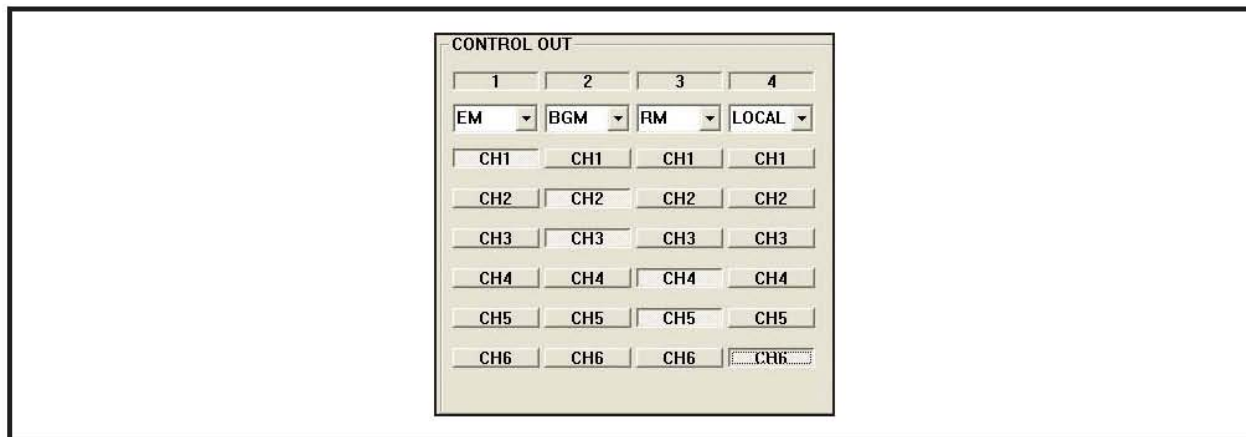 CONTROL OUT
1 2 3 4
EM BGM RM LOCAL
CH1 CH1 CH1 CH1
CH2 CH2 CH2 CH2
CH3 CH3 CH3 CH3
CH4 CH4 CH4 CH4
CH5 CH5 CH5 CH5
CH6 CH6 CH6 CH6